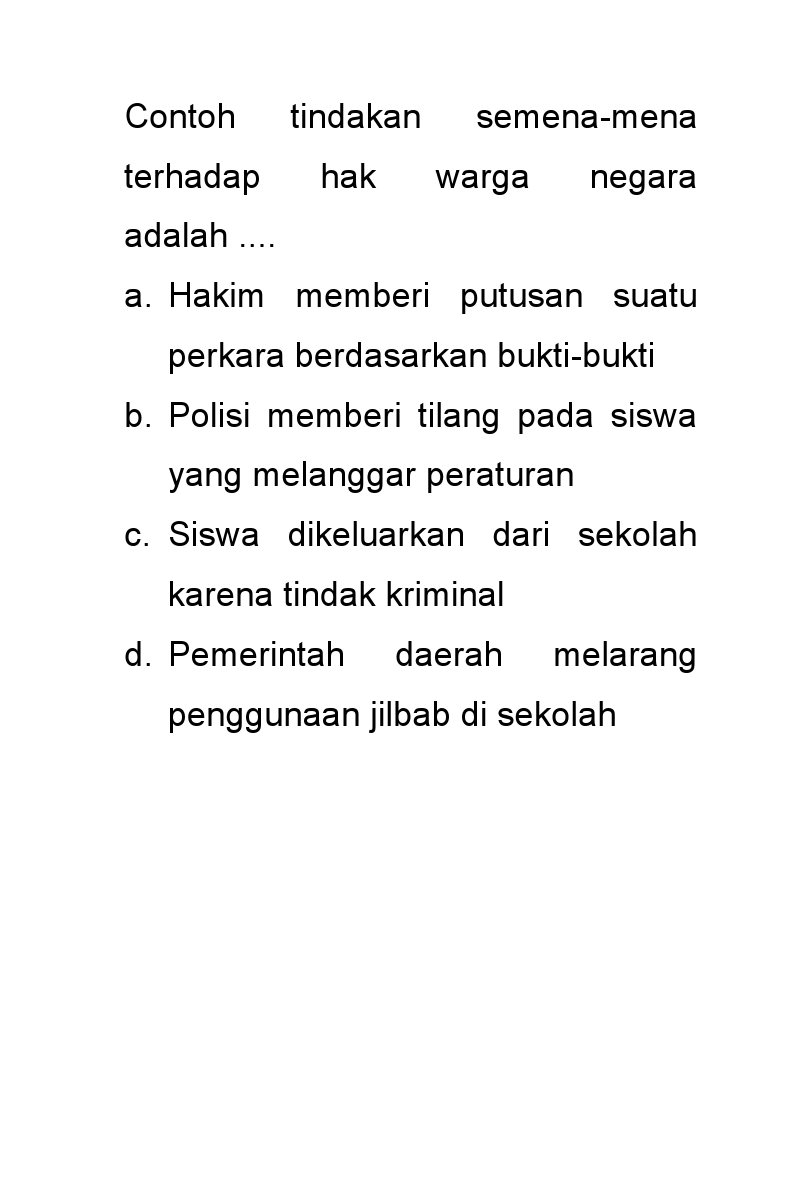 Contoh tindakan semena-mena
terhadap hak warga negara
adalah ....
a. Hakim memberi putusan suatu
perkara berdasarkan bukti-bukti
b. Polisi memberi tilang pada siswa
yang melanggar peraturan
c. Siswa dikeluarkan dari sekolah
karena tindak kriminal
d. Pemerintah daerah melarang
penggunaan jilbab di sekolah